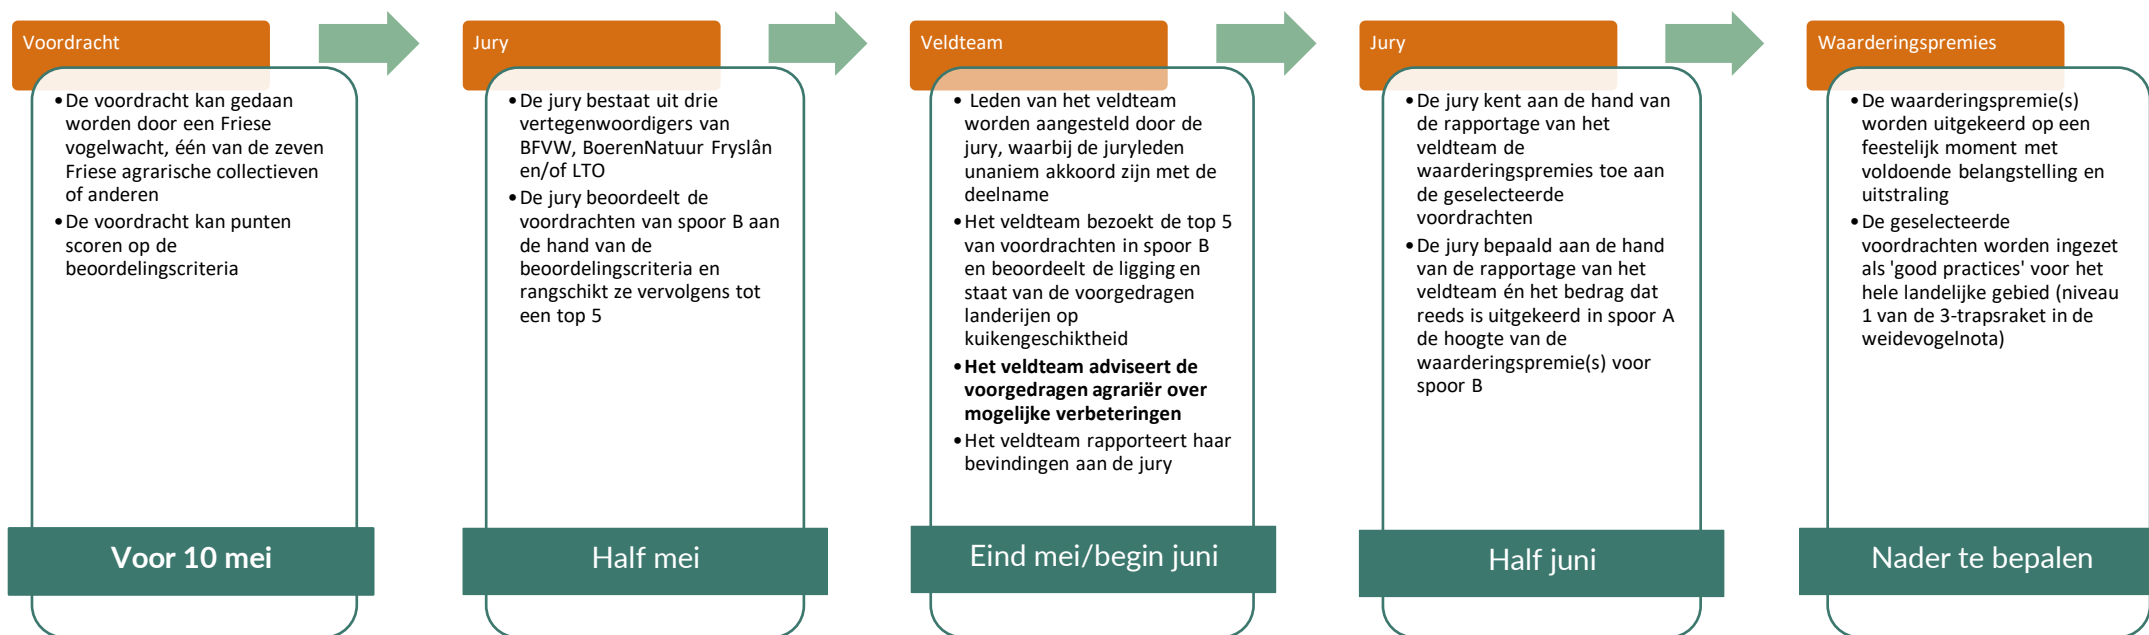 Voordracht
•De voordracht kan gedaan
worden door een Friese
vogelwacht, één van de zeven
Friese agrarische collectieven
of anderen
•De voordracht kan punten
scoren op de
beoordelingscriteria
Voor 10 mei
Jury
•De jury bestaat uit drie
vertegenwoordigers van
BFVW, BoerenNatuur Fryslân
en/of LTO
•De jury beoordeelt de
voordrachten van spoor B aan
de hand van de
beoordelingscriteria en
rangschikt ze vervolgens tot
een top 5
Half mei
Veldteam
• Leden van het veldteam
worden aangesteld door de
jury, waarbij de juryleden
unaniem akkoord zijn met de
deelname
•Het veldteam bezoekt de top 5
van voordrachten in spoor B
en beoordeelt de ligging en
staat van de voorgedragen
landerijen op
kuikengeschiktheid
•Het veldteam adviseert de
voorgedragen agrariër over
mogelijke verbeteringen
•Het veldteam rapporteert haar
bevindingen aan de jury
Eind mei/begin juni
Jury
•De jury kent aan de hand van
de rapportage van het
veldteam de
waarderingspremies toe aan
de geselecteerde
voordrachten
•De jury bepaald aan de hand
van de rapportage van het
veldteam én het bedrag dat
reeds is uitgekeerd in spoor A
de hoogte van de
waarderingspremie(s) voor
spoor B
Half juni
Waarderingspremies
•De waarderingspremie(s)
worden uitgekeerd op een
feestelijk moment met
voldoende belangstelling en
uitstraling
•De geselecteerde
voordrachten worden ingezet
als 'good practices' voor het
hele landelijke gebied (niveau
1 van de 3-trapsraket in de
weidevogelnota)
Nader te bepalen